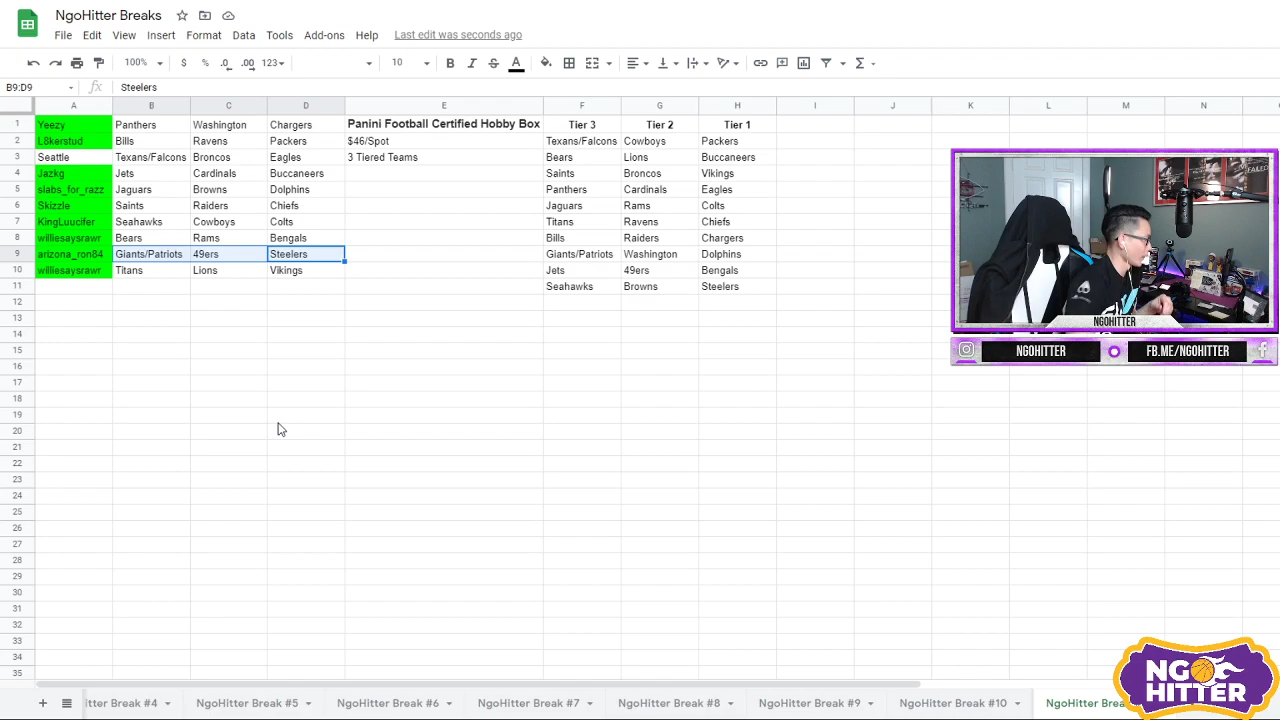 NgoHitter Breaks
File Edit View Insert Format Data Tools Add-ons Help Last edit was seconds ago
100% $ % .0 .00 123 10 B I S A
B9:D9 fx Steelers
A B C D E F G H I J K L M N
1 Yeezy Panthers Washington Chargers Panini Football Certified Hobby Box Tier 3 Tier 2 Tier 1
2 L8kerstud Bills Ravens Packers $46/Spot Texans/Falcons Cowboys Packers
3 Seattle Texans/Falcons Broncos Eagles 3 Tiered Teams Bears Lions Buccaneers
4 Jazkg Jets Cardinals Buccaneers Saints Broncos Vikings
5 slabs_for_razz Jaguars Browns Dolphins Panthers Cardinals Eagles
6 Skizzle Saints Raiders Chiefs Jaguars Rams Colts
7 KingLuucifer Seahawks Cowboys Colts Titans Ravens Chiefs
8 williesaysrawr Bears Rams Bengals Bills Raiders Chargers
9 arizona_ron84 Giants/Patriots 49ers Steelers Giants/Patriots Washington Dolphins
10 williesaysrawr Titans Lions Vikings Jets 49ers Bengals
11 Seahawks Browns Steelers
12
13
14
15
16
17
18
19
20
21
22
23
24
25
26
27
28
29
30
31
32
33
34
35
NGOHITTER
NGOHITTER FB.ME/NGOHITTER
NGO
HITTER
itter Break #4 NgoHitter Break #5 NgoHitter Break #6 NgoHitter Break #7 NgoHitter Break #8 NgoHitter Break #9 NgoHitter Break #10 NgoHitter Brea